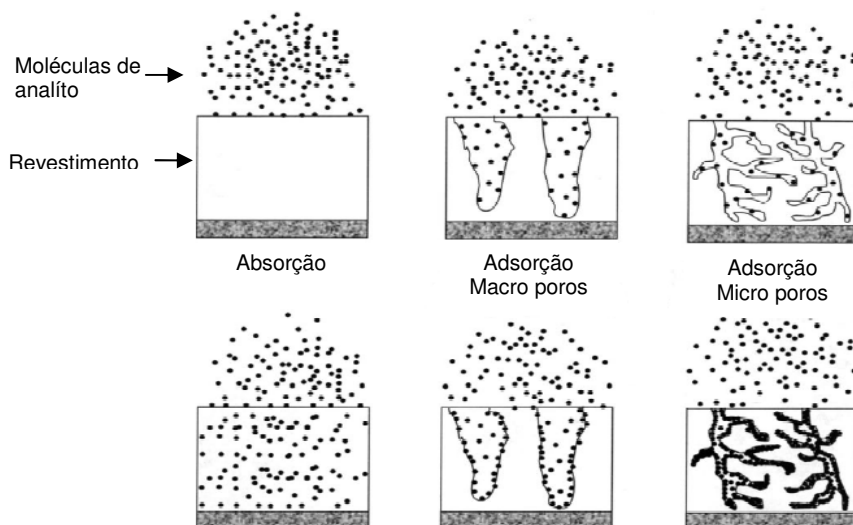 Moléculas de
analíto
Revestimento
Absorção
Adsorção
Macro poros
Adsorção
Micro poros